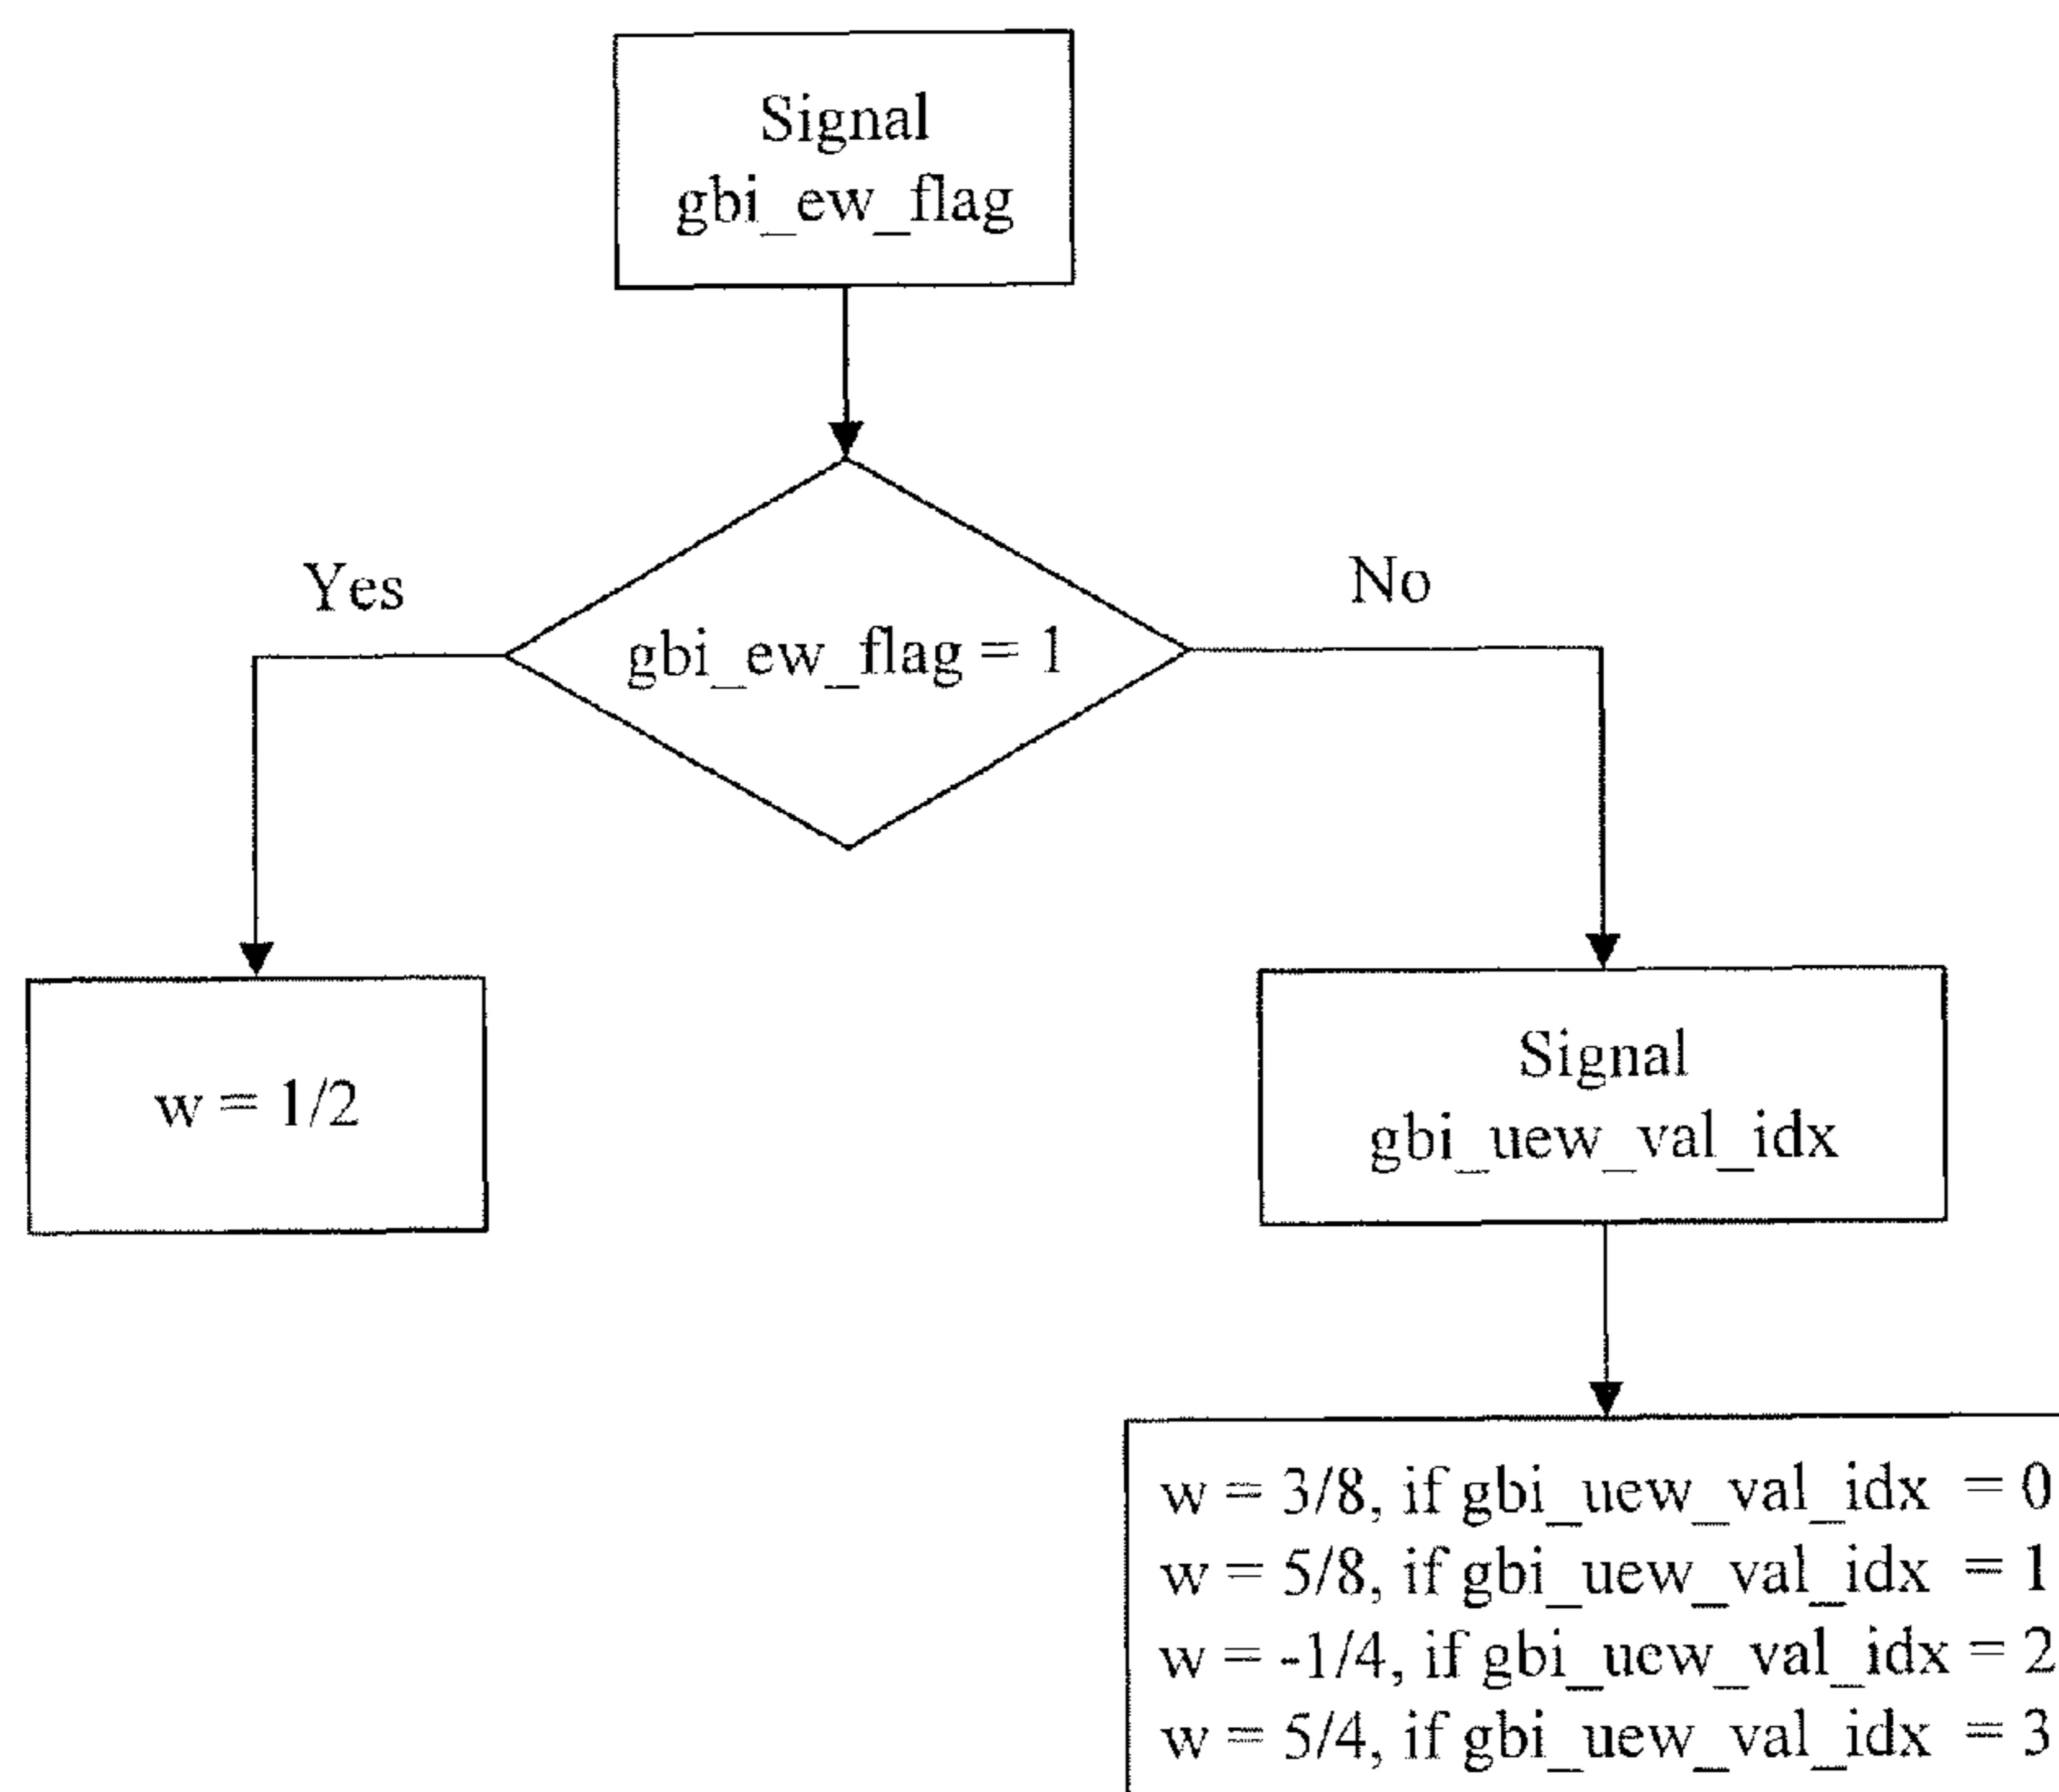 Signal
gbi_ew_flag
Yes
No
gbi_ew_flag = 1
w = 1/2
Signal
gbi_uew_val_idx
w = 3/8, if gbi_uew_val_idx = 0
w = 5/8, if gbi_uew_val_idx = 1
w = -1/4, if gbi_uew_val_idx = 2
w = 5/4, if gbi_uew_val_idx = 3